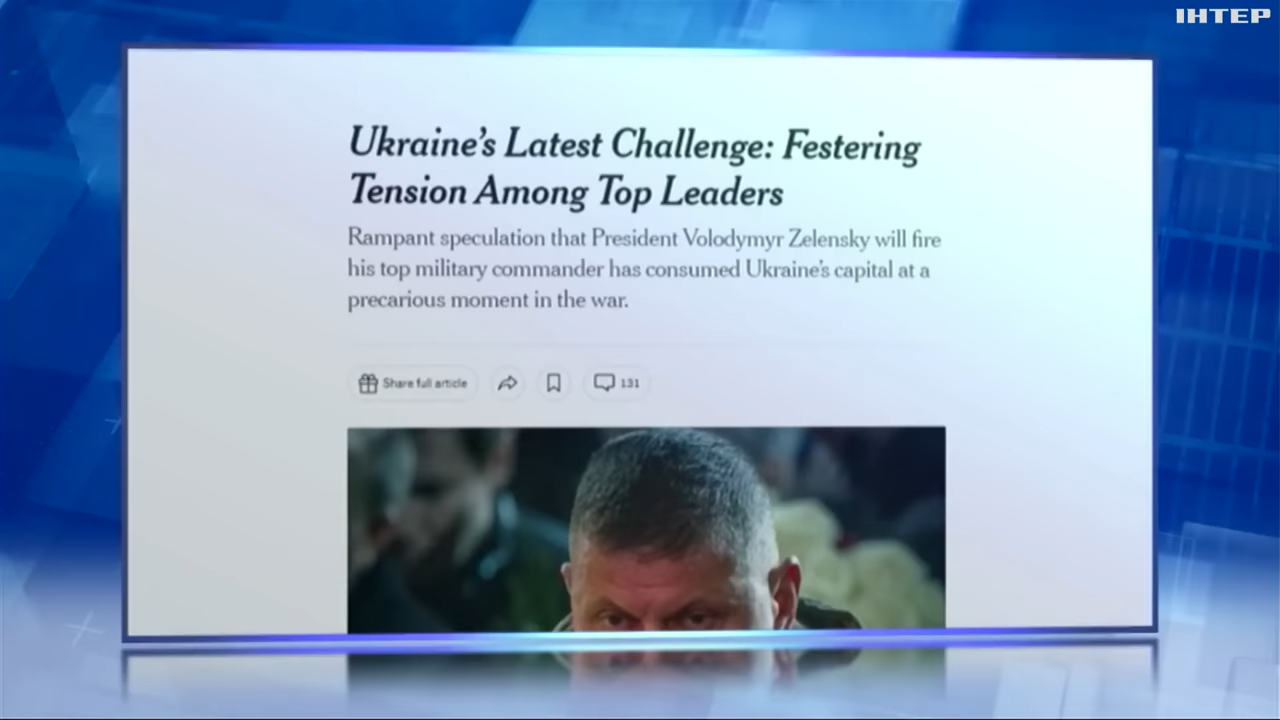 ІНТЕР
Ukraine’s Latest Challenge: Festering
Tension Among Top Leaders
Rampant speculation that President Volodymyr Zelensky will fire
his top military commander has consumed Ukraine’s capital at a
precarious moment in the war.
Share full article
131